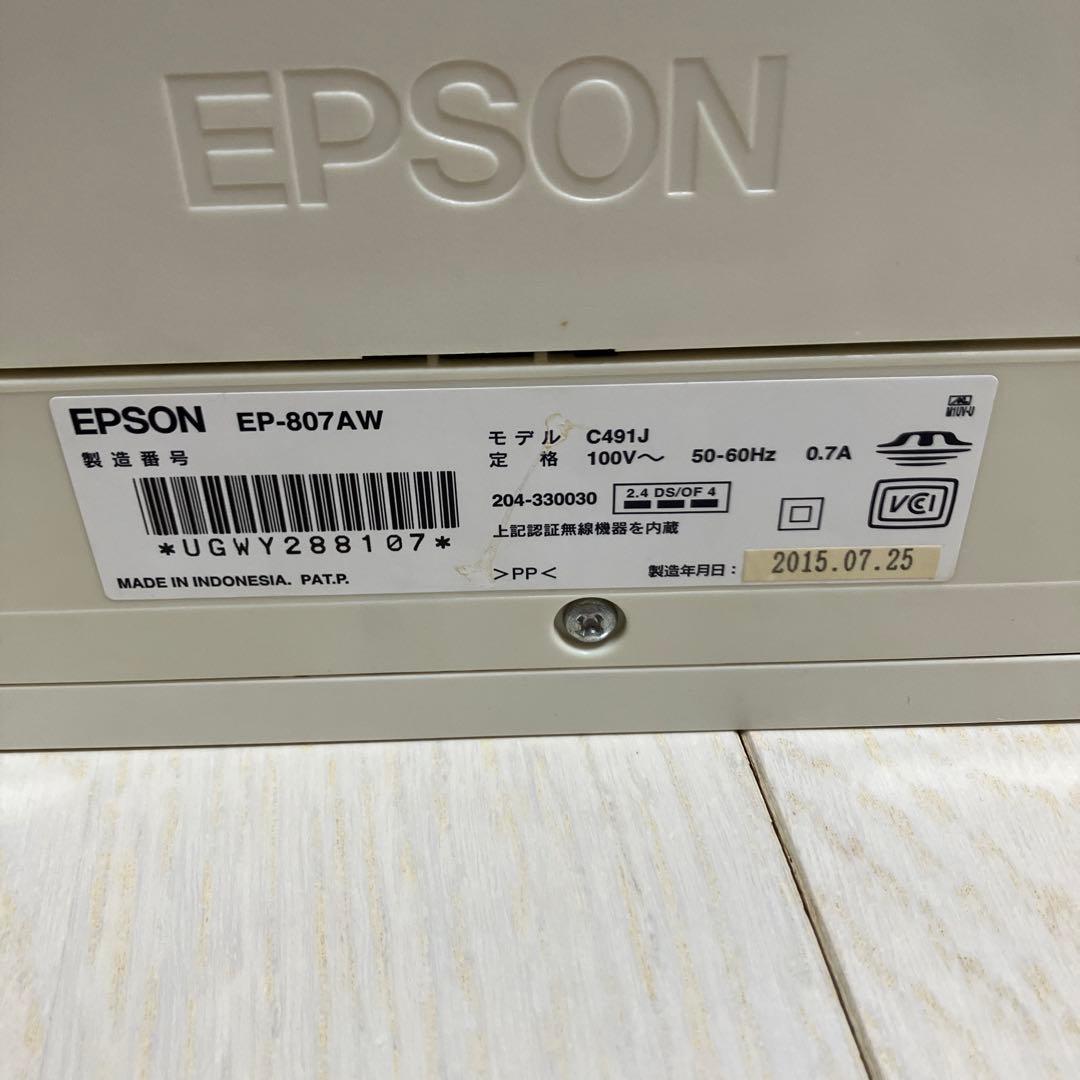 EPSON
EPSON EP-807AW
製造番号
*UGWY288107*
MADE IN INDONESIA. PAT.P.
モデル C491J
定格 100V～ 50-60Hz 0.7A
204-330030 2.4 DS/OF 4
上記認証無線機器を内蔵
>PP< 製造年月日： 2015.07.25
M1UV-U
VCCI